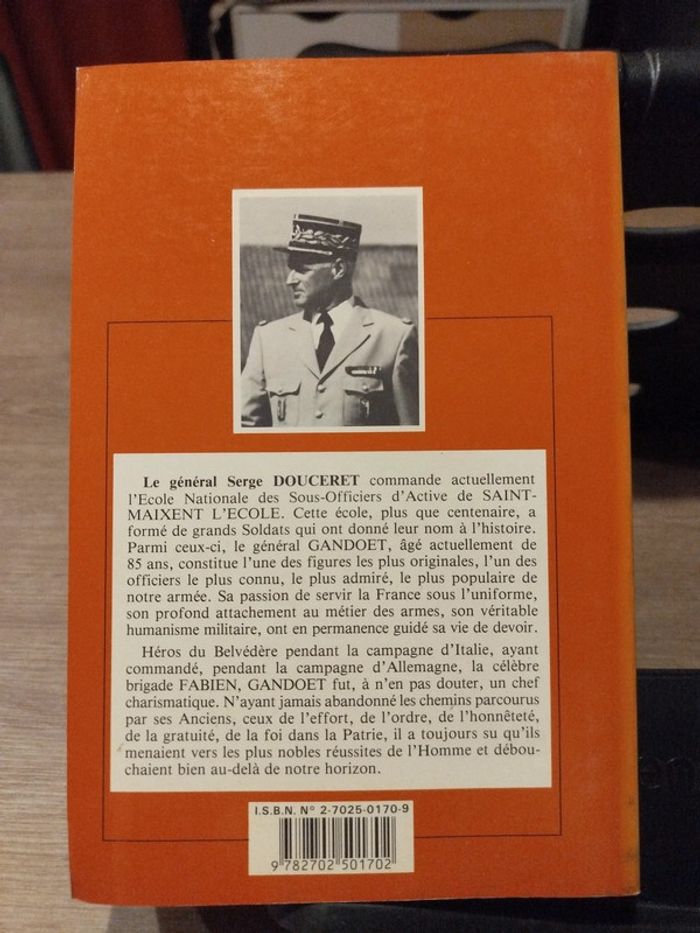 Le général Serge DOUCERET commande actuellement
l'Ecole Nationale des Sous-Officiers d'Active de SAINT-
MAIXENT L'ECOLE. Cette école, plus que centenaire, a
formé de grands Soldats qui ont donné leur nom à l'histoire.
Parmi ceux-ci, le général GANDOET, âgé actuellement de
85 ans, constitue l'une des figures les plus originales, l'un des
officiers le plus connu, le plus admiré, le plus populaire de
notre armée. Sa passion de servir la France sous l'uniforme,
son profond attachement au métier des armes, son véritable
humanisme militaire, ont en permanence guidé sa vie de devoir.
Héros du Belvédère pendant la campagne d'Italie, ayant
commandé, pendant la campagne d'Allemagne, la célèbre
brigade FABIEN, GANDOET fut, à n'en pas douter, un chef
charismatique. N'ayant jamais abandonné les chemins parcourus
par ses Anciens, ceux de l'effort, de l'ordre, de l'honnêteté,
de la gratuité, de la foi dans la Patrie, il a toujours su qu'ils
menaient vers les plus nobles réussites de l'Homme et débou-
chaient bien au-delà de notre horizon.
I.S.B.N. N° 2-7025-0170-9
9 782702 501702